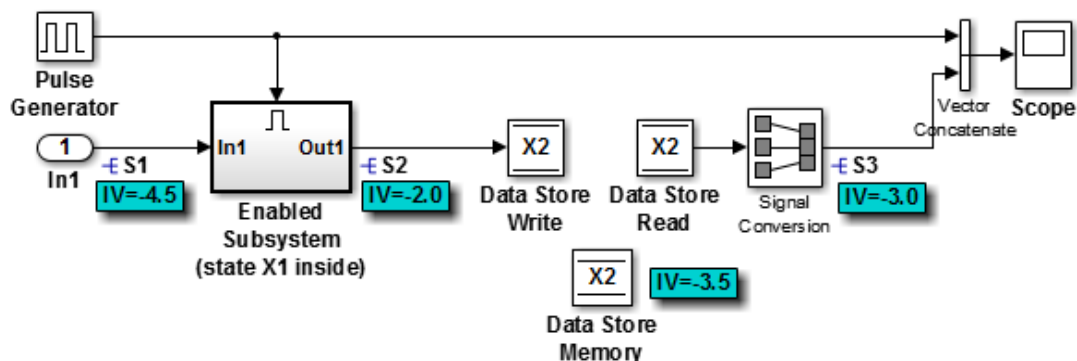 Pulse
Generator
1
In1
S1
IV=-4.5
In1
Out1
Enabled
Subsystem
(state X1 inside)
S2
IV=-2.0
X2
Data Store
Write
X2
Data Store
Read
Signal
Conversion
S3
IV=-3.0
Vector
Concatenate
Scope
X2
IV=-3.5
Data Store
Memory